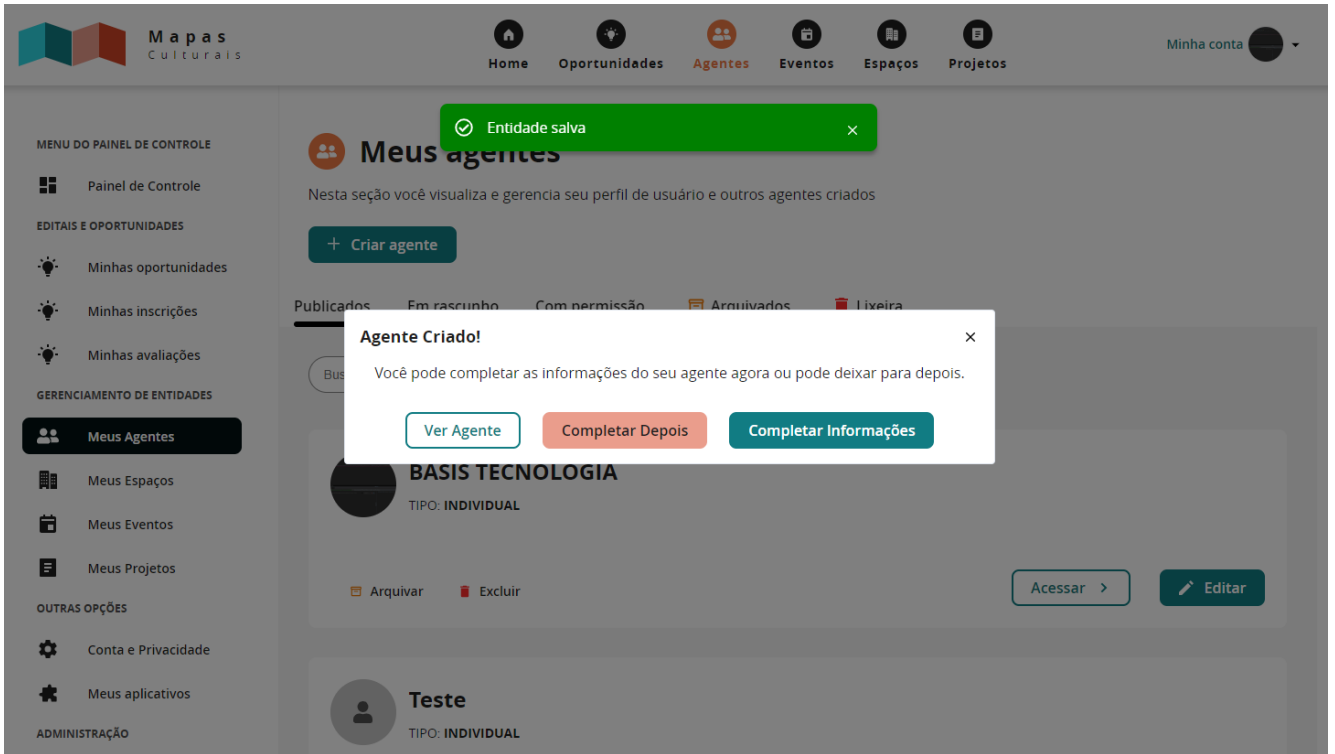 Mapas
Culturais
Home
Oportunidades
Agentes
Eventos
Espaços
Projetos
Minha conta
Entidade salva
MENU DO PAINEL DE CONTROLE
Painel de Controle
EDITAIS E OPORTUNIDADES
Minhas oportunidades
Minhas inscrições
Minhas avaliações
GERENCIAMENTO DE ENTIDADES
Meus Agentes
Meus Espaços
Meus Eventos
Meus Projetos
OUTRAS OPÇÕES
Conta e Privacidade
Meus aplicativos
ADMINISTRAÇÃO
Meus agentes
Nesta seção você visualiza e gerencia seu perfil de usuário e outros agentes criados
+ Criar agente
Publicados Em rascunho Com permissão Arquivados Lixeira
Agente Criado!
Você pode completar as informações do seu agente agora ou pode deixar para depois.
Ver Agente
Completar Depois
Completar Informações
BASIS TECNOLOGIA
TIPO: INDIVIDUAL
Arquivar
Excluir
Acessar
Editar
Teste
TIPO: INDIVIDUAL